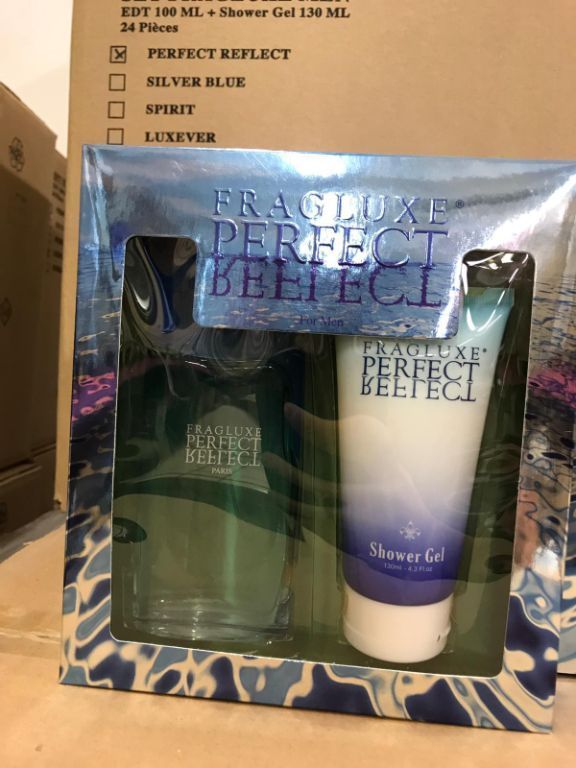 EDT 100 ML + Shower Gel 130 ML
24 Pièces
PERFECT REFLECT
SILVER BLUE
SPIRIT
LUXEVER
FRAGLUXE®
PERFECT
REFLECT
For Men
FRAGLUXE
PERFECT
REFLECT
PARIS
FRAGLUXE®
PERFECT
REFLECT
Shower Gel
130ml - 4.3 Fl oz